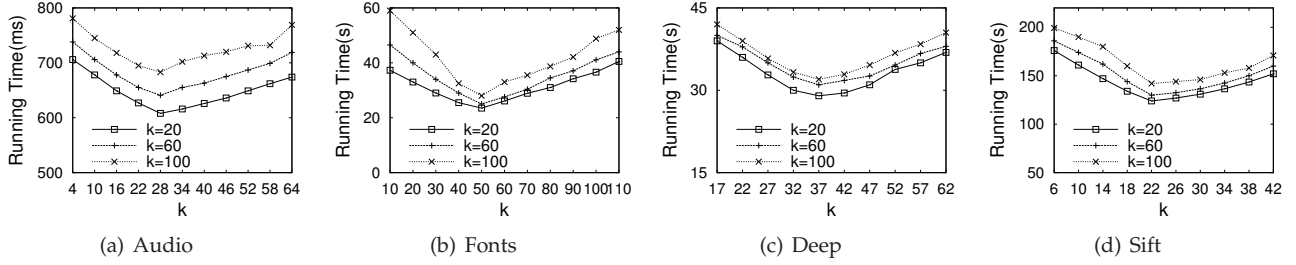 800
700
600
500
Running Time(ms)
k=20
k=60
k=100
4 10 16 22 28 34 40 46 52 58 64
k
(a) Audio
60
40
20
0
Running Time(s)
k=20
k=60
k=100
10 20 30 40 50 60 70 80 90 100 110
k
(b) Fonts
45
30
15
Running Time(s)
k=20
k=60
k=100
17 22 27 32 37 42 47 52 57 62
k
(c) Deep
200
150
100
50
Running Time(s)
k=20
k=60
k=100
6 10 14 18 22 26 30 34 38 42
k
(d) Sift